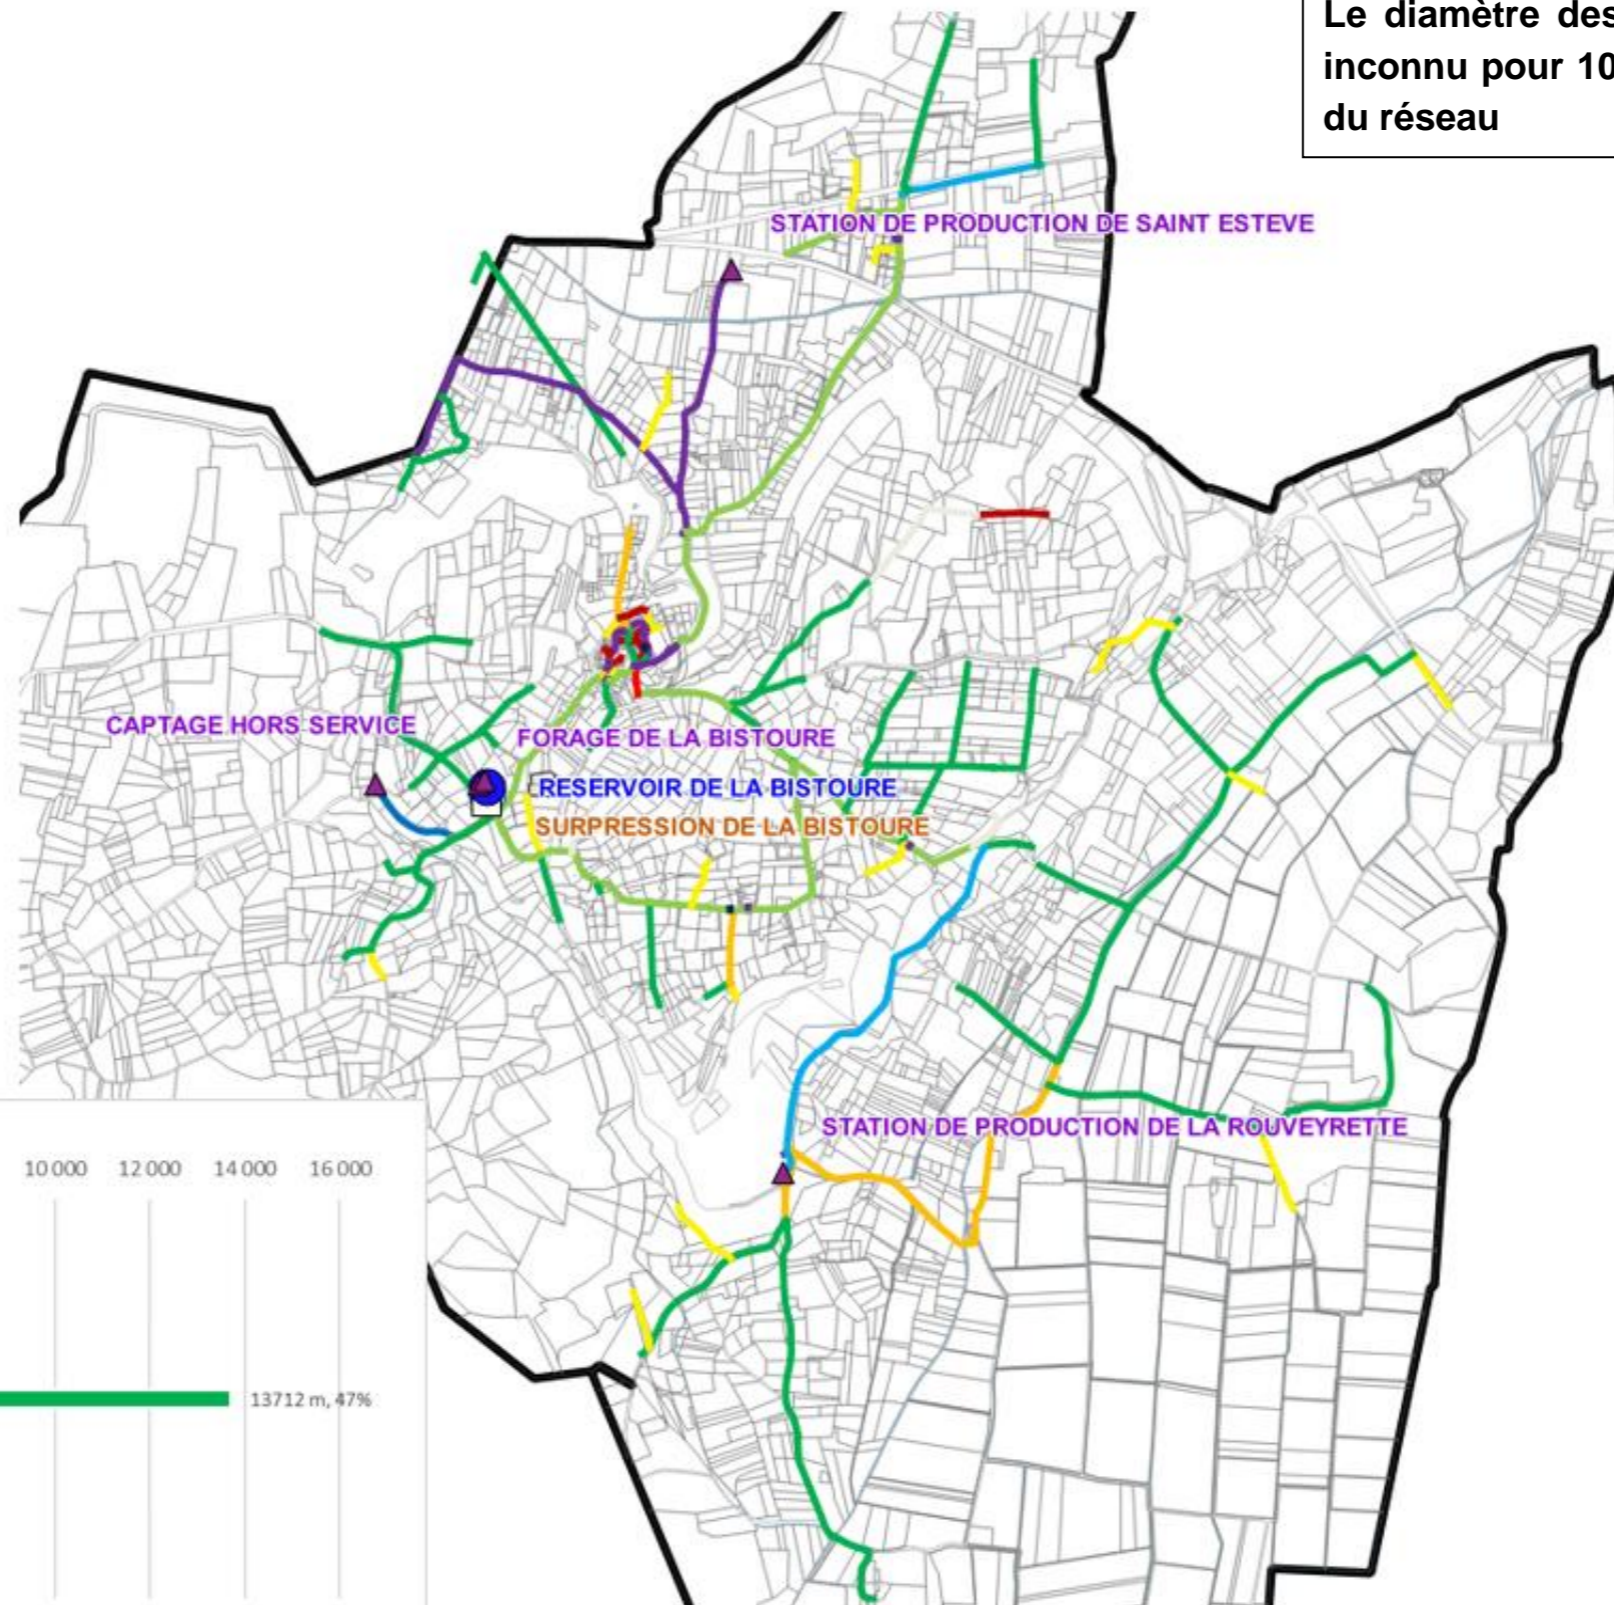 Le diamètre des
inconnu pour 10
du réseau
STATION DE PRODUCTION DE SAINT ESTEVE
CAPTAGE HORS SERVICE
FORAGE DE LA BISTOURE
RESERVOIR DE LA BISTOURE
SURPRESSION DE LA BISTOURE
STATION DE PRODUCTION DE LA ROUVEYRETTE
10 000 12 000 14 000 16 000
13712 m, 47%